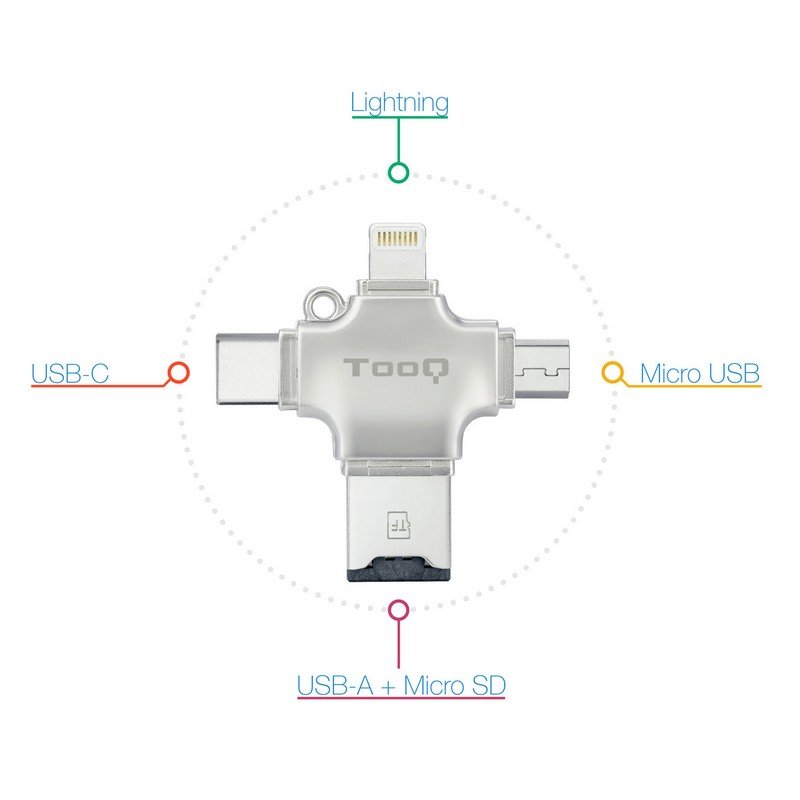 Lightning
TooQ
USB-C
Micro USB
TF
USB-A + Micro SD